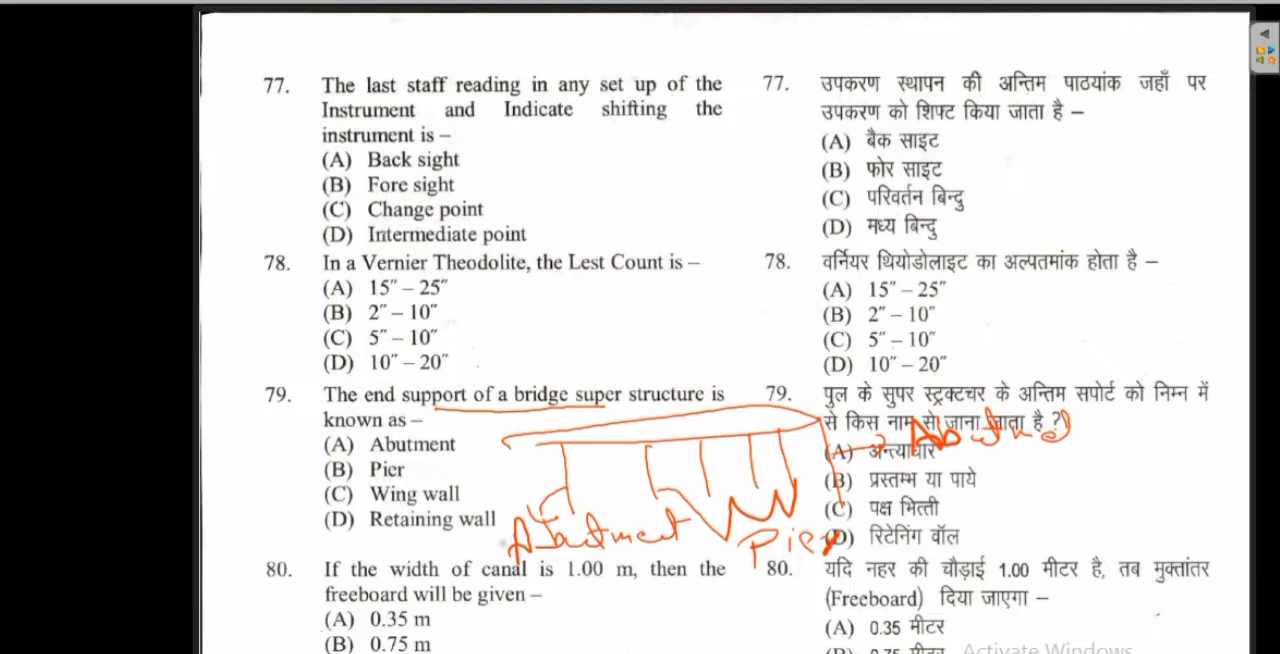 77. The last staff reading in any set up of the
Instrument and Indicate shifting the
instrument is –
(A) Back sight
(B) Fore sight
(C) Change point
(D) Intermediate point
78. In a Vernier Theodolite, the Lest Count is –
(A) 15″ – 25″
(B) 2″ – 10″
(C) 5″ – 10″
(D) 10″ – 20″
79. The end support of a bridge super structure is
known as –
(A) Abutment
(B) Pier
(C) Wing wall
(D) Retaining wall
Abutment
Pier
80. If the width of canal is 1.00 m, then the
freeboard will be given –
(A) 0.35 m
(B) 0.75 m
77. उपकरण स्थापन की अन्तिम पाठयांक जहाँ पर
उपकरण को शिफ्ट किया जाता है –
(A) बैक साइट
(B) फोर साइट
(C) परिवर्तन बिन्दु
(D) मध्य बिन्दु
78. वर्नियर थियोडोलाइट का अल्पतमांक होता है –
(A) 15″ – 25″
(B) 2″ – 10″
(C) 5″ – 10″
(D) 10″ – 20″
79. पुल के सुपर स्ट्रक्टचर के अन्तिम सपोर्ट को निम्न में
से किस नाम से जाना जाता है ?
(A) अन्त्याधार
(B) प्रस्तम्भ या पाये
(C) पक्ष भित्ती
(D) रिटेनिंग वॉल
80. यदि नहर की चौड़ाई 1.00 मीटर है, तब मुक्तांतर
(Freeboard) दिया जाएगा –
(A) 0.35 मीटर
(B) 0.75 मीटर
Activate Windows